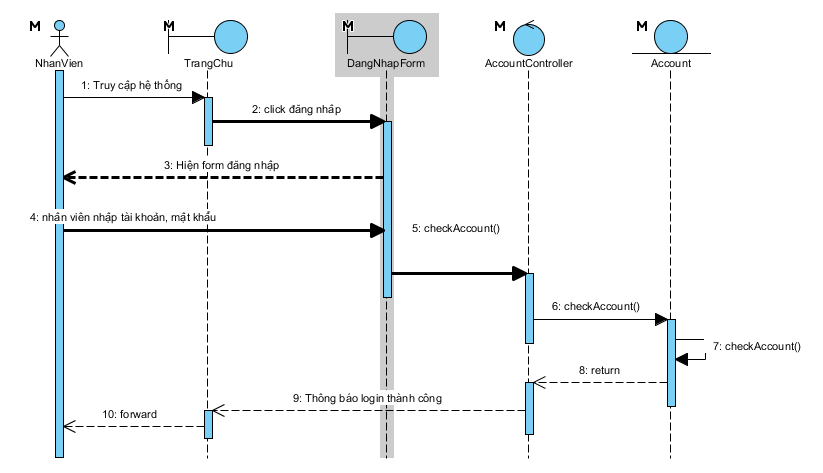 M
M
M
M
M
NhanVien
TrangChu
DangNhapForm
AccountController
Account
1: Truy cập hệ thống
2: click đăng nhâp
3: Hiện form đăng nhập
4: nhân viên nhập tài khoản, mật khẩu
5: checkAccount()
6: checkAccount()
7: checkAccount()
8: return
9: Thông báo login thành công
10: forward